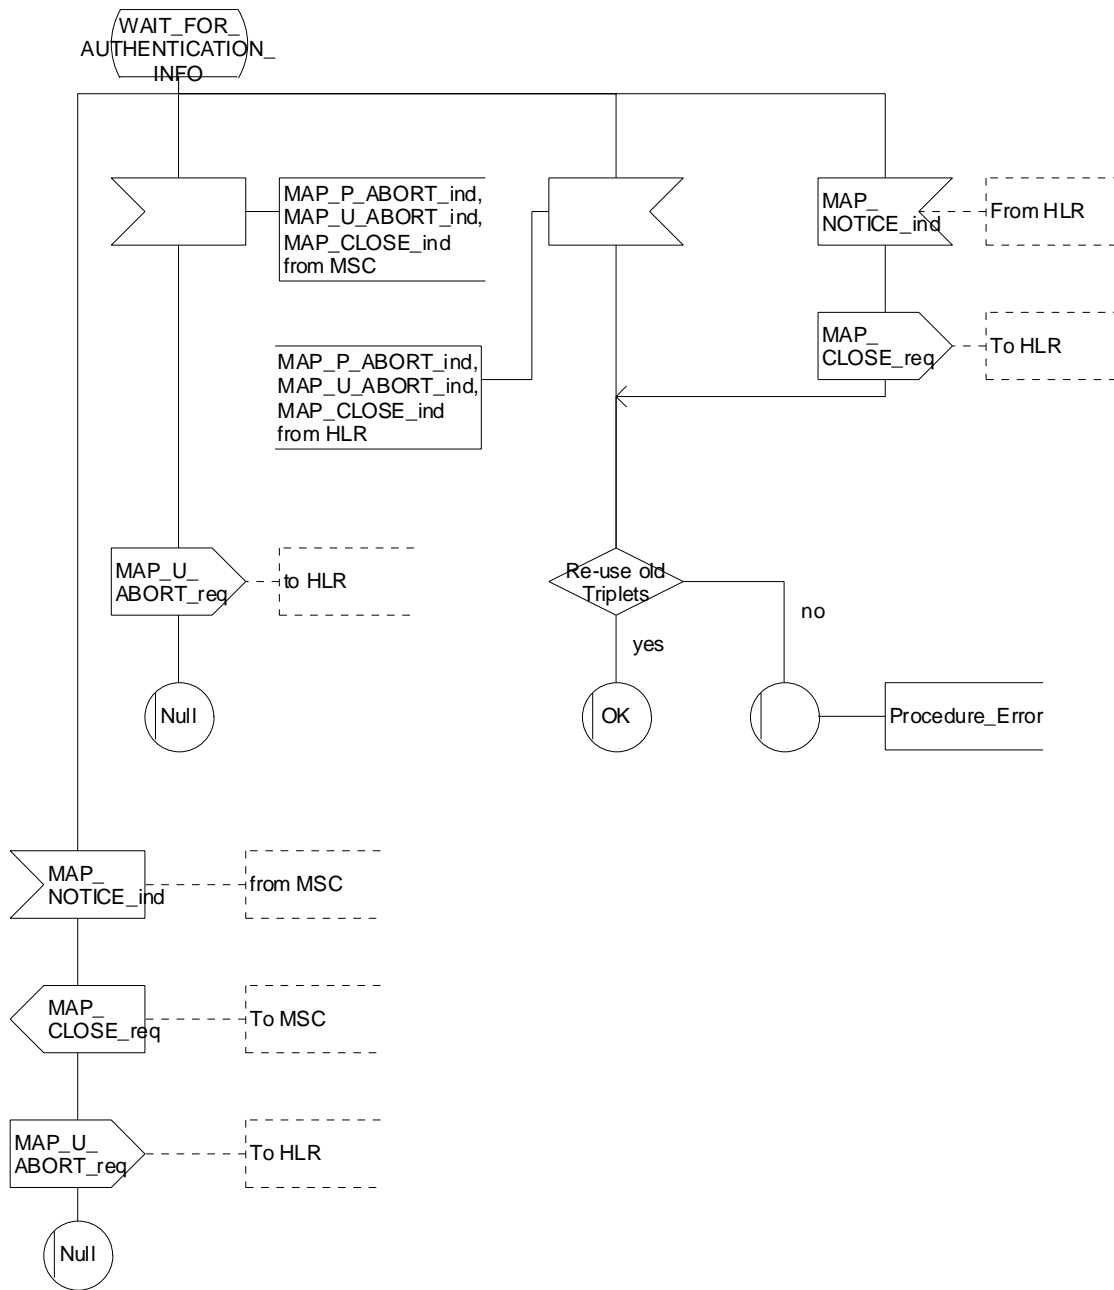 WAIT_FOR_
AUTHENTICATION_
INFO
MAP_P_ABORT_ind,
MAP_U_ABORT_ind,
MAP_CLOSE_ind
from MSC
MAP_
NOTICE_ind
From HLR
MAP_P_ABORT_ind,
MAP_U_ABORT_ind,
MAP_CLOSE_ind
from HLR
MAP_
CLOSE_req
To HLR
MAP_U_
ABORT_req
to HLR
Re-use old
Triplets
no
yes
Null
OK
Procedure_Error
MAP_
NOTICE_ind
from MSC
MAP_
CLOSE_req
To MSC
MAP_U_
ABORT_req
To HLR
Null